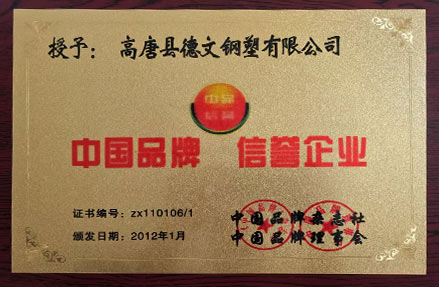 授予：高唐县德文钢塑有限公司
中国品牌 信誉企业
证书编号：zx110106/1
中国品牌杂志社
颁发日期：2012年1月
中国品牌理事会